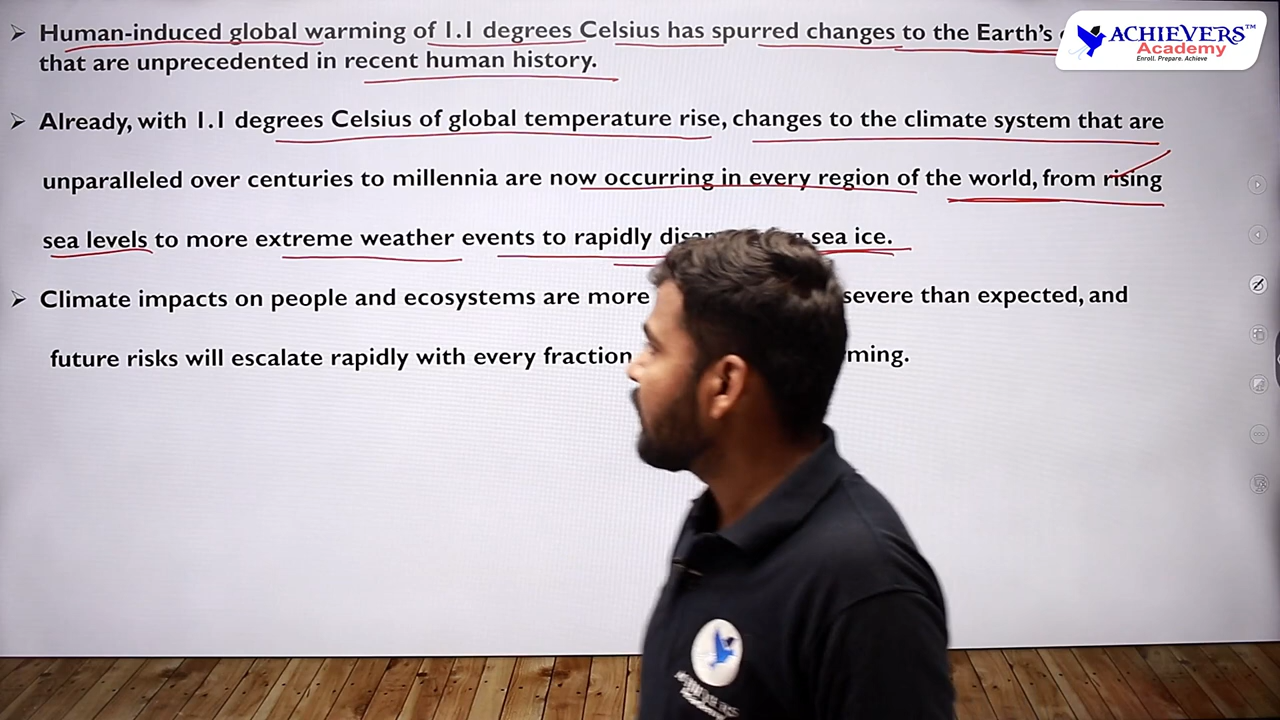 ➢ Human-induced global warming of 1.1 degrees Celsius has spurred changes to the Earth's
that are unprecedented in recent human history.
➢ Already, with 1.1 degrees Celsius of global temperature rise, changes to the climate system that are
unparalleled over centuries to millennia are now occurring in every region of the world, from rising
sea levels to more extreme weather events to rapidly sea ice.
➢ Climate impacts on people and ecosystems are more severe than expected, and
future risks will escalate rapidly with every fraction
ACHIEVERS™
Academy
Enroll. Prepare. Achieve
ACHIEVERS